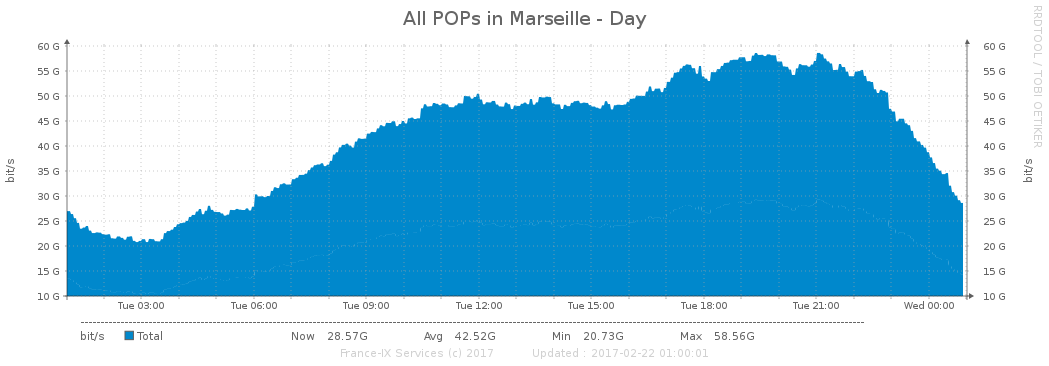 All POPs in Marseille - Day
RRDTOOL / TOBI OETIKER
60 G 60 G
55 G 55 G
50 G 50 G
45 G 45 G
40 G 40 G
35 G 35 G
30 G 30 G
25 G 25 G
20 G 20 G
15 G 15 G
10 G 10 G
bit/s bit/s
Tue 03:00 Tue 06:00 Tue 09:00 Tue 12:00 Tue 15:00 Tue 18:00 Tue 21:00 Wed 00:00
bit/s Total Now 28.57G Avg 42.52G Min 20.73G Max 58.56G
France-IX Services (c) 2017 Updated : 2017-02-22 01:00:01